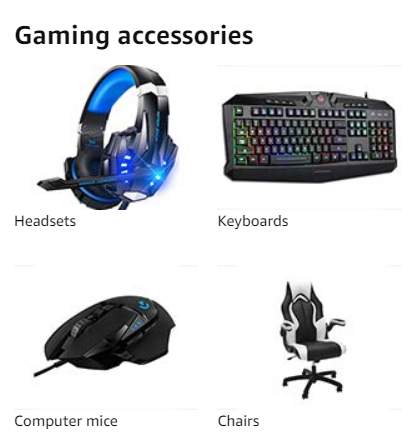 Gaming accessories
Headsets
Keyboards
Computer mice
Chairs